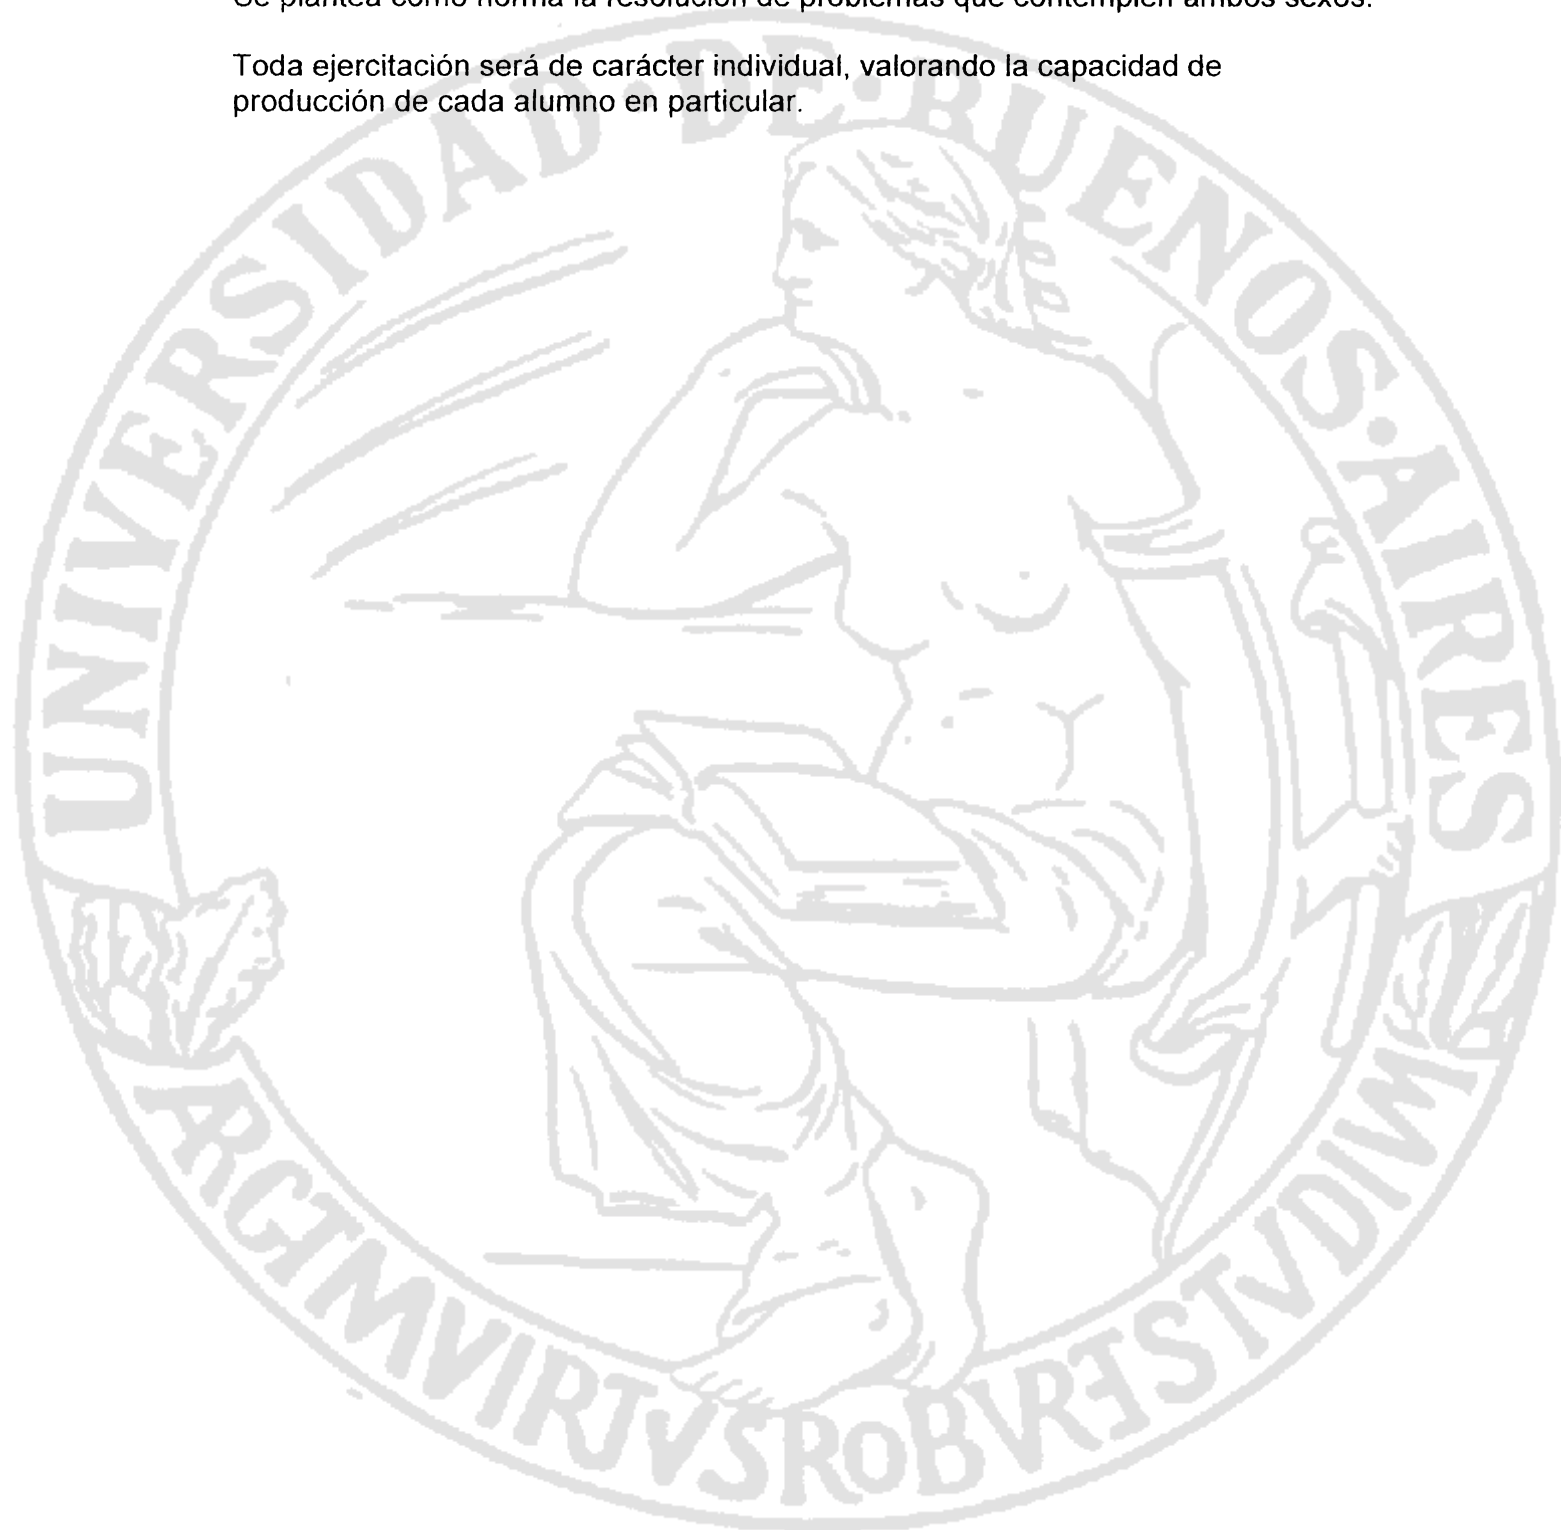 Se plantea como norma la resolución de problemas que contemplen ambos sexos.
Toda ejercitación será de carácter individual, valorando la capacidad de
producción de cada alumno en particular.
UNIVERSIDAD·DE·BUENOS·AIRES
ARGTMVIRTVSROBVRETSTVDIVM